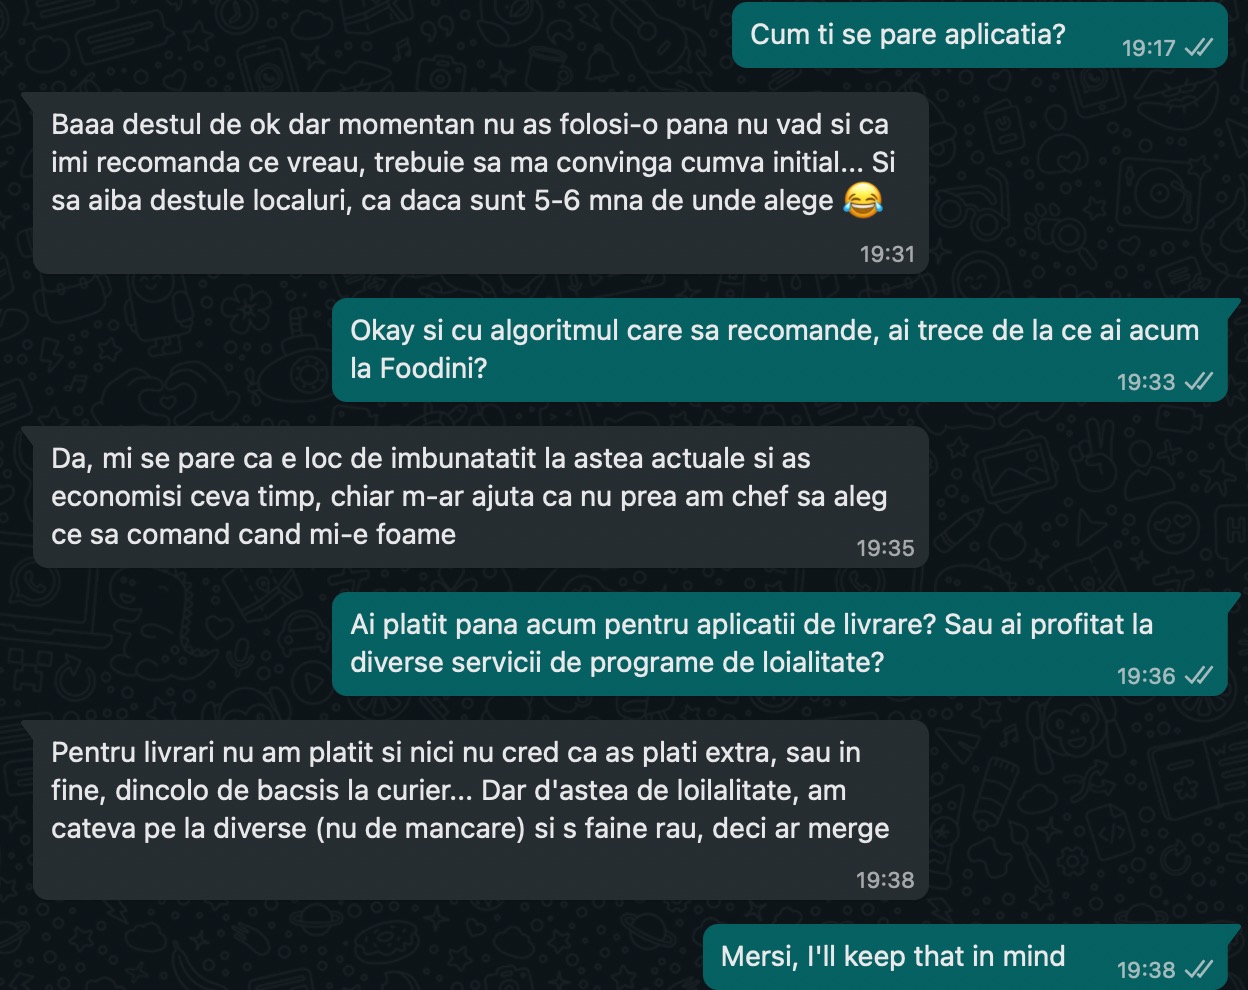 Cum ti se pare aplicatia?
19:17
Baaa destul de ok dar momentan nu as folosi-o pana nu vad si ca
imi recomanda ce vreau, trebuie sa ma convinga cumva initial... Si
sa aiba destule localuri, ca daca sunt 5-6 mna de unde alege 😂
19:31
Okay si cu algoritmul care sa recomande, ai trece de la ce ai acum
la Foodini?
19:33
Da, mi se pare ca e loc de imbunatatit la astea actuale si as
economisi ceva timp, chiar m-ar ajuta ca nu prea am chef sa aleg
ce sa comand cand mi-e foame
19:35
Ai platit pana acum pentru aplicatii de livrare? Sau ai profitat la
diverse servicii de programe de loialitate?
19:36
Pentru livrari nu am platit si nici nu cred ca as plati extra, sau in
fine, dincolo de bacsis la curier... Dar d'astea de loilalitate, am
cateva pe la diverse (nu de mancare) si s faine rau, deci ar merge
19:38
Mersi, I'll keep that in mind
19:38